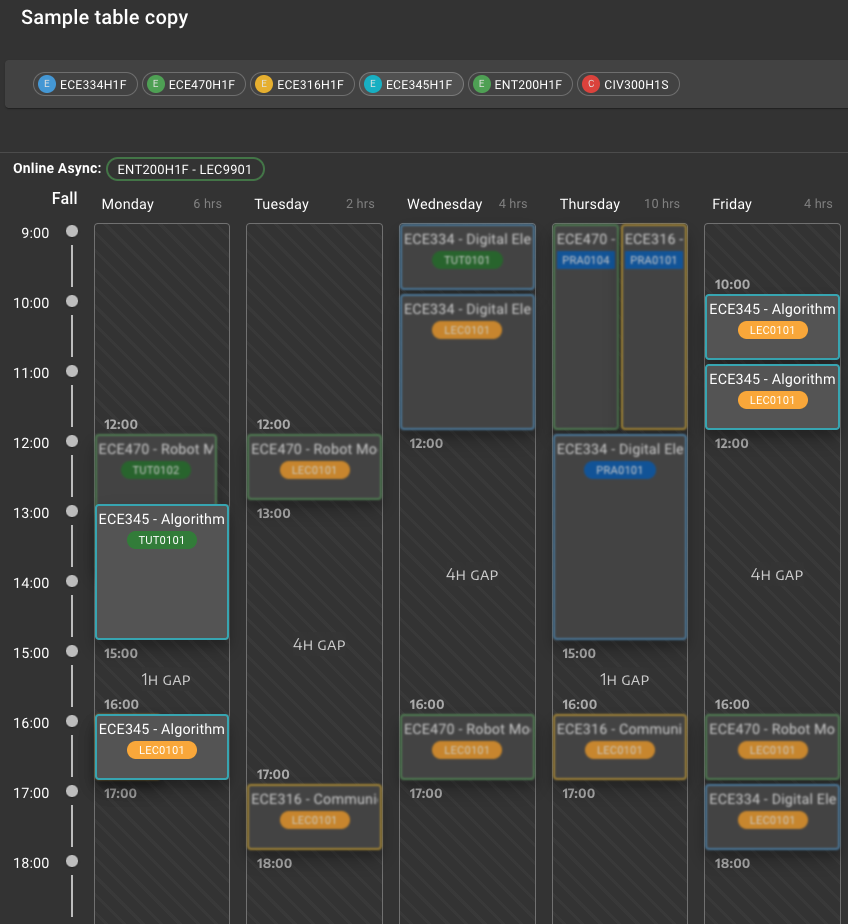 Sample table copy
E ECE334H1F E ECE470H1F E ECE316H1F E ECE345H1F E ENT200H1F C CIV300H1S
Online Async: ENT200H1F - LEC9901
Fall
Monday 6 hrs Tuesday 2 hrs Wednesday 4 hrs Thursday 10 hrs Friday 4 hrs
9:00
ECE334 - Digital Ele
TUT0101
ECE470 -
PRA0104
ECE316 -
PRA0101
10:00
10:00
ECE334 - Digital Ele
LEC0101
ECE345 - Algorithm
LEC0101
11:00
ECE345 - Algorithm
LEC0101
12:00
12:00
12:00
12:00
12:00
ECE470 - Robot M
TUT0102
ECE470 - Robot Mo
LEC0101
ECE334 - Digital Ele
PRA0101
13:00
13:00
ECE345 - Algorithm
TUT0101
14:00
4H GAP
4H GAP
4H GAP
15:00
15:00
15:00
1H GAP
1H GAP
16:00
16:00
16:00
16:00
16:00
ECE345 - Algorithm
LEC0101
ECE470 - Robot Mo
LEC0101
ECE316 - Communi
LEC0101
ECE470 - Robot Mo
LEC0101
17:00
17:00
17:00
17:00
17:00
ECE316 - Communi
LEC0101
ECE334 - Digital Ele
LEC0101
18:00
18:00
18:00